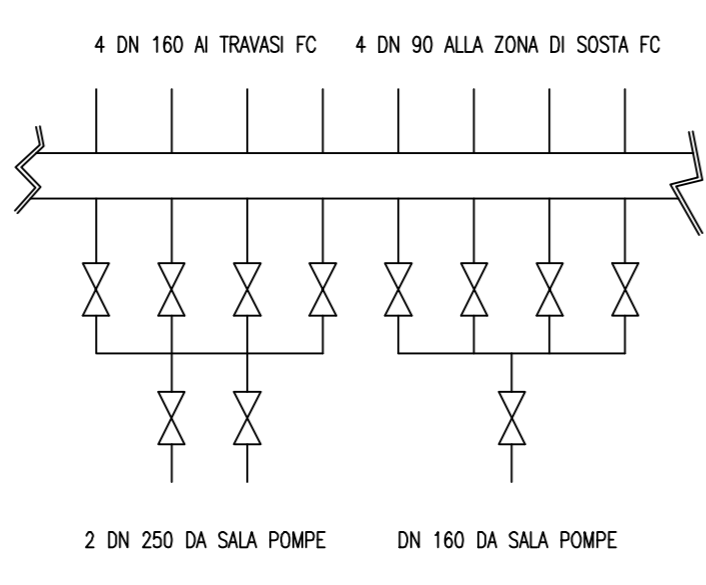 4 DN 160 AI TRAVASI FC
4 DN 90 ALLA ZONA DI SOSTA FC
2 DN 250 DA SALA POMPE
DN 160 DA SALA POMPE